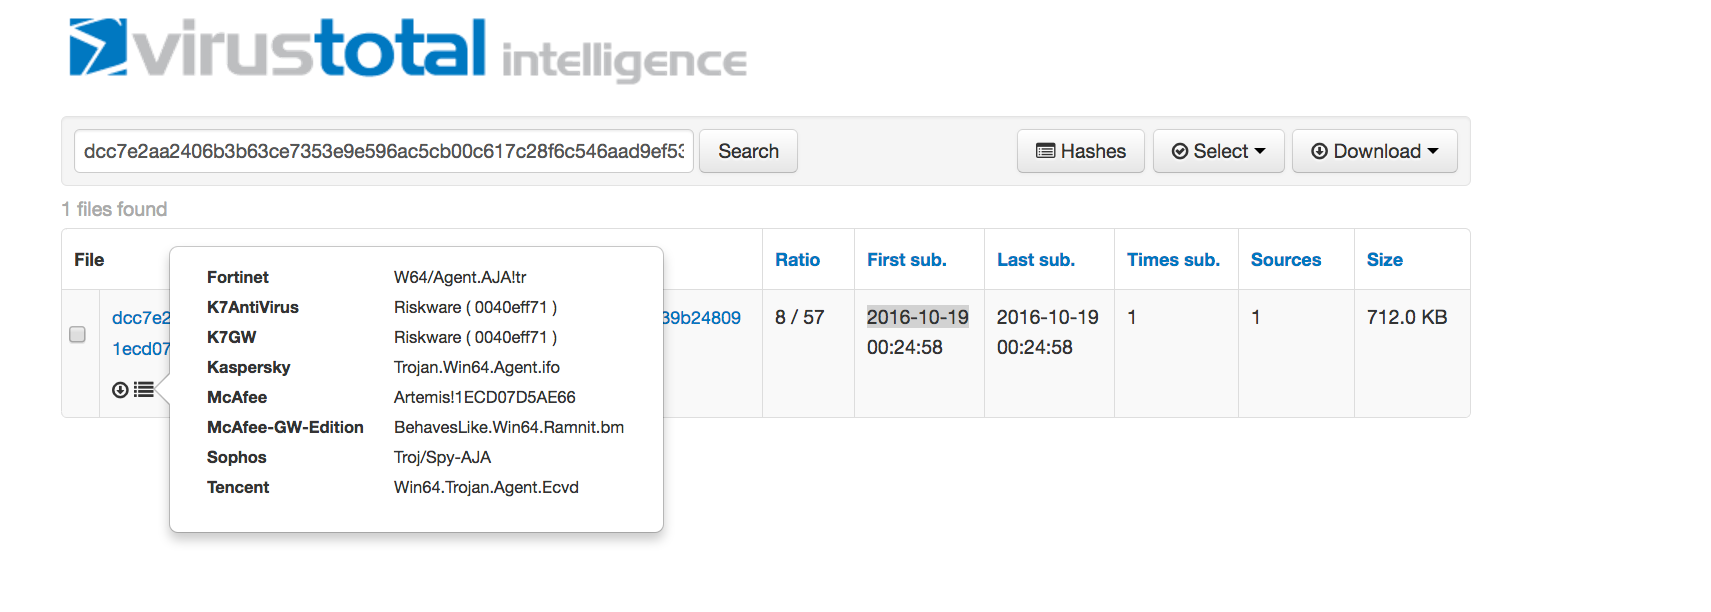 virustotal intelligence
dcc7e2aa2406b3b63ce7353e9e596ac5cb00c617c28f6c546aad9ef53
Search
Hashes
Select
Download
1 files found
File
Ratio
First sub.
Last sub.
Times sub.
Sources
Size
dcc7e2
39b24809
1ecd07
8 / 57
2016-10-19
00:24:58
2016-10-19
00:24:58
1
1
712.0 KB
Fortinet W64/Agent.AJA!tr
K7AntiVirus Riskware ( 0040eff71 )
K7GW Riskware ( 0040eff71 )
Kaspersky Trojan.Win64.Agent.ifo
McAfee Artemis!1ECD07D5AE66
McAfee-GW-Edition BehavesLike.Win64.Ramnit.bm
Sophos Troj/Spy-AJA
Tencent Win64.Trojan.Agent.Ecvd